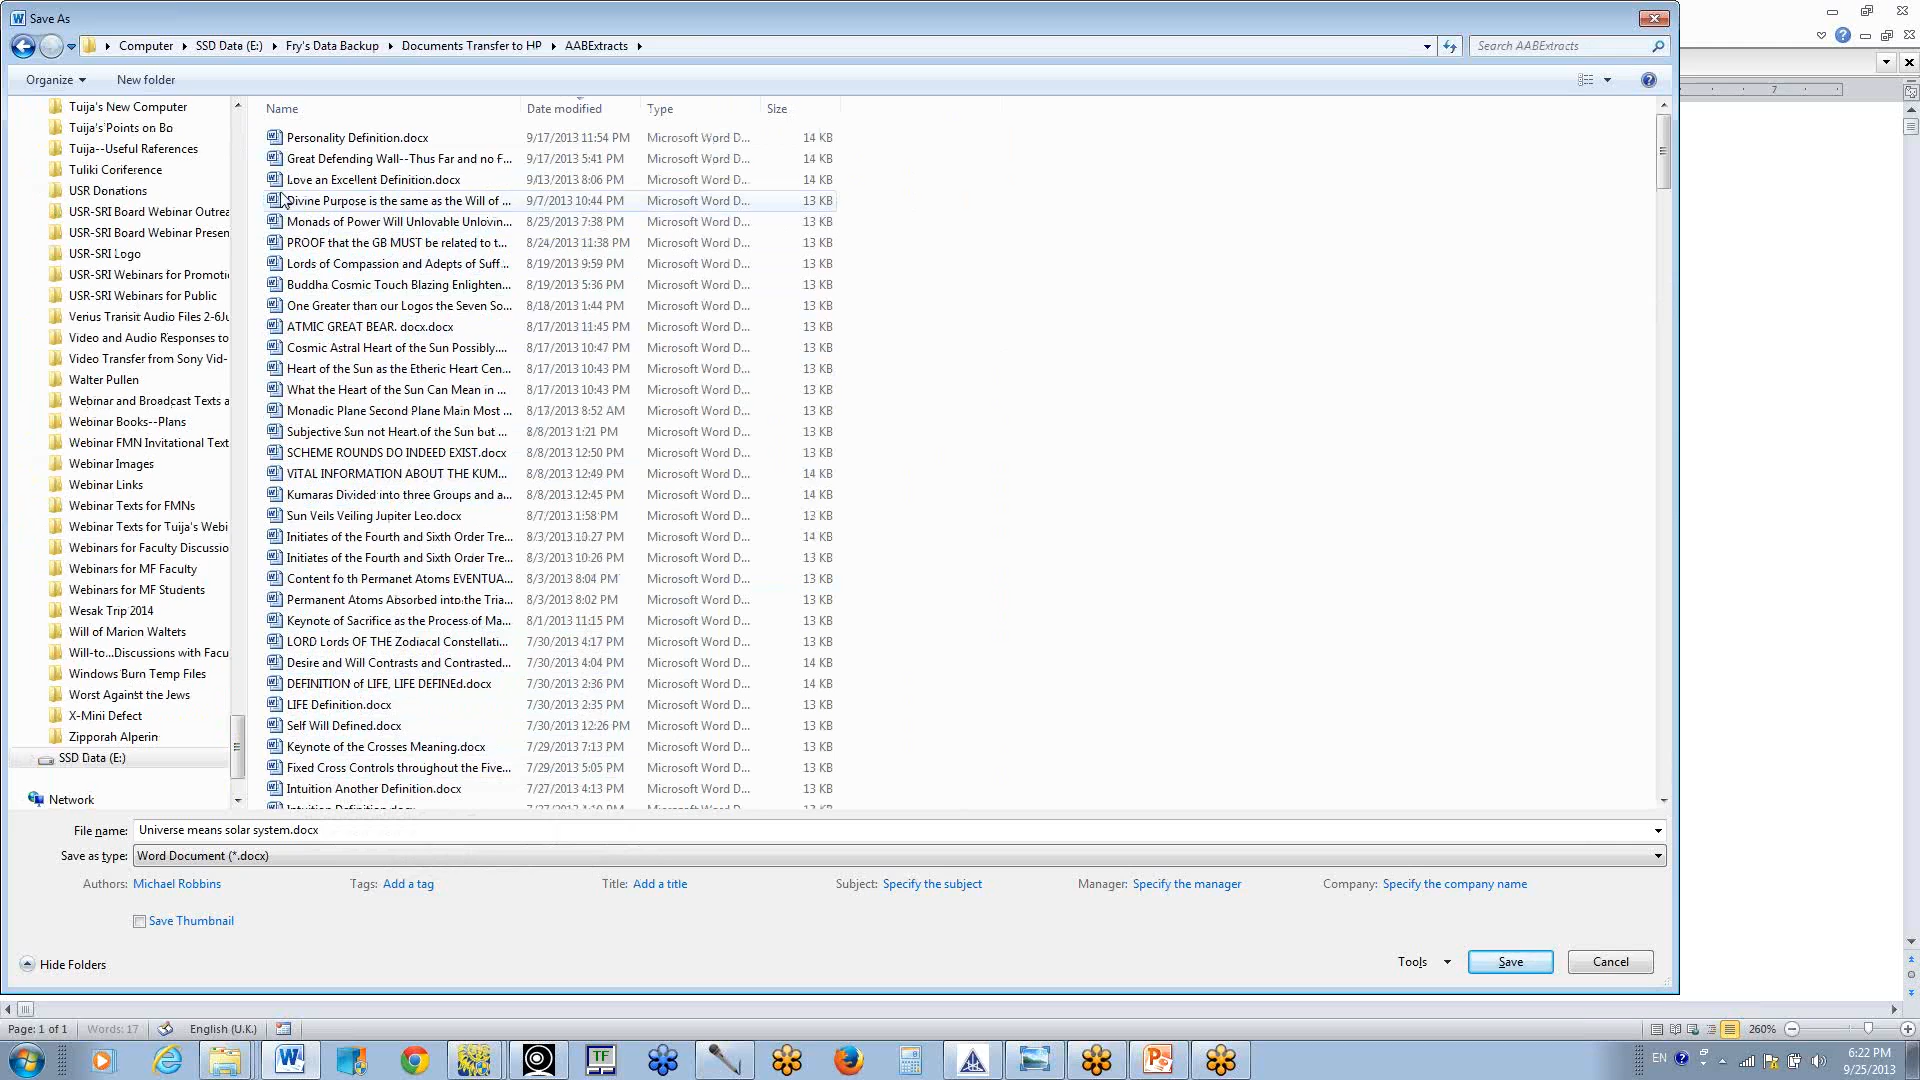 Save As
Computer SSD Data (E:) Fry's Data Backup Documents Transfer to HP AABExtracts
Search AABExtracts
Organize New folder
Name Date modified Type Size
Tuija's New Computer
Tuija's Points on Bo
Tuija--Useful References
Tuliki Conference
USR Donations
USR-SRI Board Webinar Outrea
USR-SRI Board Webinar Presen
USR-SRI Logo
USR-SRI Webinars for Promoti
USR-SRI Webinars for Public
Venus Transit Audio Files 2-6Ju
Video and Audio Responses to
Video Transfer from Sony Vid-
Walter Pullen
Webinar and Broadcast Texts a
Webinar Books--Plans
Webinar FMN Invitational Text
Webinar Images
Webinar Links
Webinar Texts for FMNs
Webinar Texts for Tuija's Webi
Webinars for Faculty Discussio
Webinars for MF Faculty
Webinars for MF Students
Wesak Trip 2014
Will of Marion Walters
Will-to...Discussions with Facu
Windows Burn Temp Files
Worst Against the Jews
X-Mini Defect
Zipporah Alperin
SSD Data (E:)
Network
Personality Definition.docx 9/17/2013 11:54 PM Microsoft Word D... 14 KB
Great Defending Wall--Thus Far and no F... 9/17/2013 5:41 PM Microsoft Word D... 14 KB
Love an Excellent Definition.docx 9/13/2013 8:06 PM Microsoft Word D... 14 KB
Divine Purpose is the same as the Will of ... 9/7/2013 10:44 PM Microsoft Word D... 13 KB
Monads of Power Will Unlovable Unlovin... 8/25/2013 7:38 PM Microsoft Word D... 13 KB
PROOF that the GB MUST be related to t... 8/24/2013 11:38 PM Microsoft Word D... 13 KB
Lords of Compassion and Adepts of Suff... 8/19/2013 9:59 PM Microsoft Word D... 13 KB
Buddha Cosmic Touch Blazing Enlighten... 8/19/2013 5:36 PM Microsoft Word D... 13 KB
One Greater than our Logos the Seven So... 8/18/2013 1:44 PM Microsoft Word D... 13 KB
ATMIC GREAT BEAR. docx.docx 8/17/2013 11:45 PM Microsoft Word D... 13 KB
Cosmic Astral Heart of the Sun Possibly.... 8/17/2013 10:47 PM Microsoft Word D... 13 KB
Heart of the Sun as the Etheric Heart Cen... 8/17/2013 10:43 PM Microsoft Word D... 13 KB
What the Heart of the Sun Can Mean in ... 8/17/2013 10:43 PM Microsoft Word D... 13 KB
Monadic Plane Second Plane Main Most ... 8/17/2013 8:52 AM Microsoft Word D... 13 KB
Subjective Sun not Heart of the Sun but ... 8/8/2013 1:21 PM Microsoft Word D... 13 KB
SCHEME ROUNDS DO INDEED EXIST.docx 8/8/2013 12:50 PM Microsoft Word D... 13 KB
VITAL INFORMATION ABOUT THE KUM... 8/8/2013 12:49 PM Microsoft Word D... 14 KB
Kumaras Divided into three Groups and a... 8/8/2013 12:45 PM Microsoft Word D... 14 KB
Sun Veils Veiling Jupiter Leo.docx 8/7/2013 1:58 PM Microsoft Word D... 13 KB
Initiates of the Fourth and Sixth Order Tre... 8/3/2013 10:27 PM Microsoft Word D... 14 KB
Initiates of the Fourth and Sixth Order Tre... 8/3/2013 10:26 PM Microsoft Word D... 13 KB
Content fo th Permanet Atoms EVENTUA... 8/3/2013 8:04 PM Microsoft Word D... 13 KB
Permanent Atoms Absorbed into the Tria... 8/3/2013 8:02 PM Microsoft Word D... 13 KB
Keynote of Sacrifice as the Process of Ma... 8/1/2013 11:15 PM Microsoft Word D... 13 KB
LORD Lords OF THE Zodiacal Constellati... 7/30/2013 4:17 PM Microsoft Word D... 13 KB
Desire and Will Contrasts and Contrasted... 7/30/2013 4:04 PM Microsoft Word D... 14 KB
DEFINITION of LIFE, LIFE DEFINEd.docx 7/30/2013 2:36 PM Microsoft Word D... 14 KB
LIFE Definition.docx 7/30/2013 2:35 PM Microsoft Word D... 13 KB
Self Will Defined.docx 7/30/2013 12:26 PM Microsoft Word D... 13 KB
Keynote of the Crosses Meaning.docx 7/29/2013 7:13 PM Microsoft Word D... 13 KB
Fixed Cross Controls throughout the Five... 7/29/2013 5:05 PM Microsoft Word D... 13 KB
Intuition Another Definition.docx 7/27/2013 4:13 PM Microsoft Word D... 13 KB
File name: Universe means solar system.docx
Save as type: Word Document (*.docx)
Authors: Michael Robbins Tags: Add a tag Title: Add a title Subject: Specify the subject Manager: Specify the manager Company: Specify the company name
Save Thumbnail
Hide Folders Tools Save Cancel
7
Page: 1 of 1 Words: 17 English (U.K.) 260%
TF
EN
6:22 PM
9/25/2013